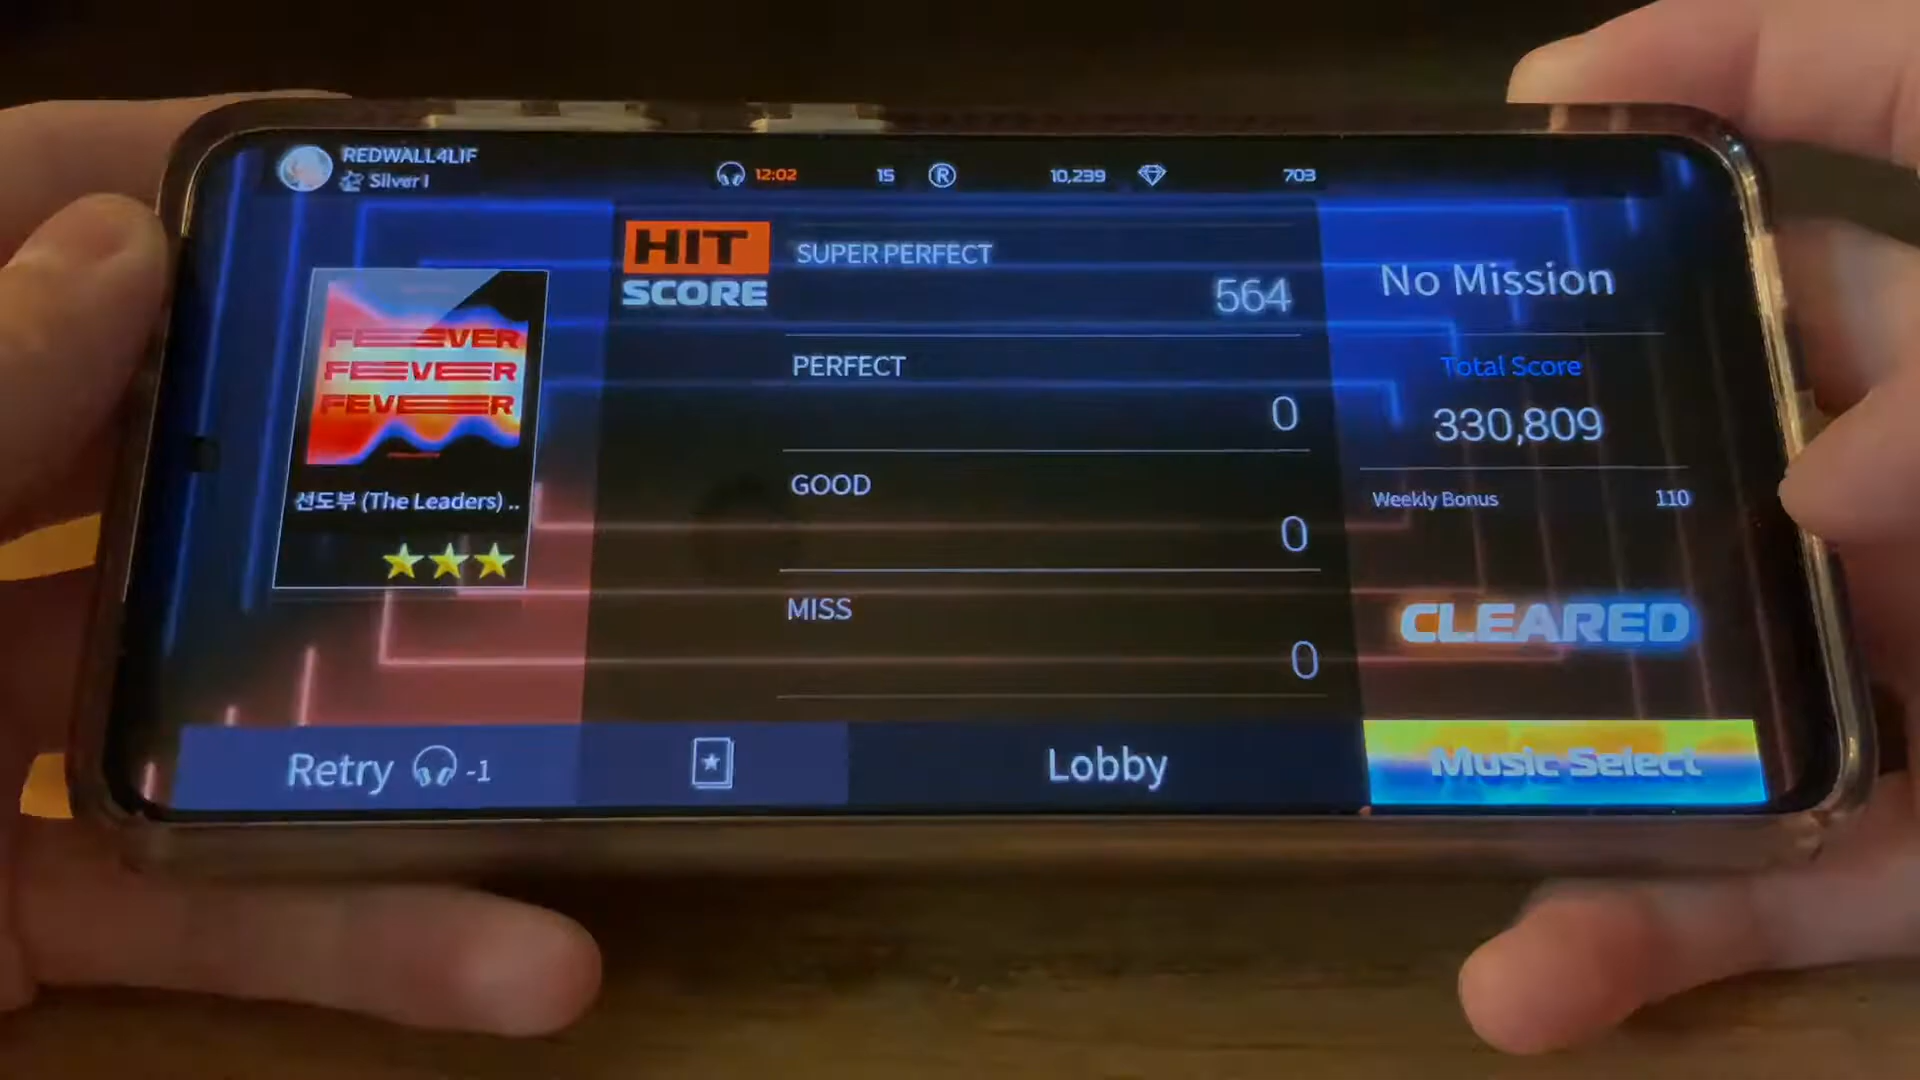 REDWALL4LIF
Silver I
12:02
15
10,239
703
FEVER
FEVER
FEVER
선도부 (The Leaders) ..
HIT
SCORE
SUPER PERFECT
564
PERFECT
0
GOOD
0
MISS
0
No Mission
Total Score
330,809
Weekly Bonus 110
CLEARED
Retry -1
Lobby
Music Select